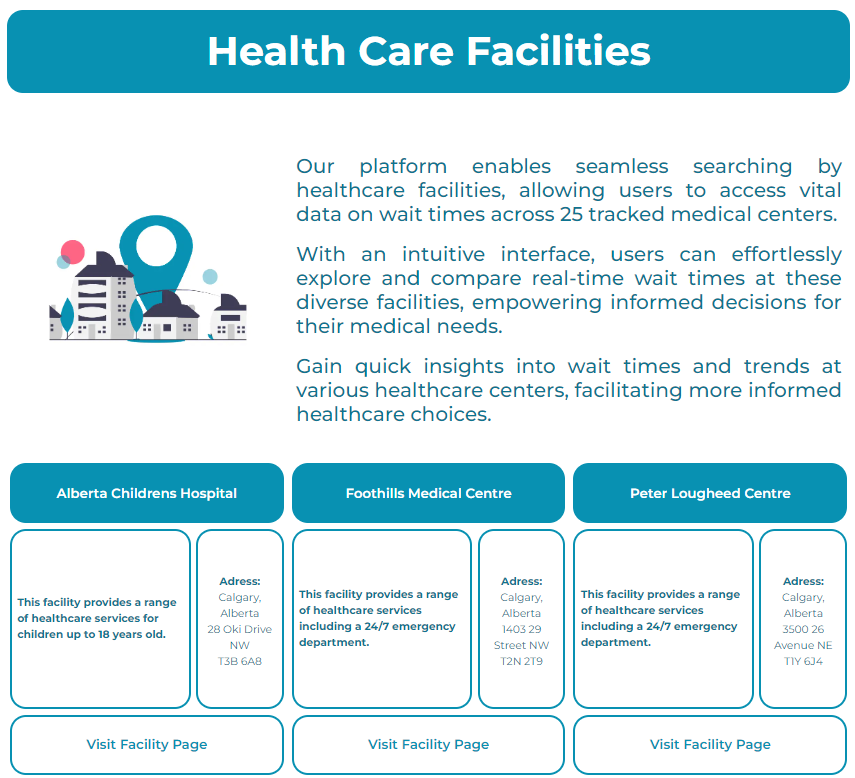 Health Care Facilities
Our platform enables seamless searching by
healthcare facilities, allowing users to access vital
data on wait times across 25 tracked medical centers.
With an intuitive interface, users can effortlessly
explore and compare real-time wait times at these
diverse facilities, empowering informed decisions for
their medical needs.
Gain quick insights into wait times and trends at
various healthcare centers, facilitating more informed
healthcare choices.
Alberta Childrens Hospital
This facility provides a range
of healthcare services for
children up to 18 years old.
Adress:
Calgary,
Alberta
28 Oki Drive
NW
T3B 6A8
Visit Facility Page
Foothills Medical Centre
This facility provides a range
of healthcare services
including a 24/7 emergency
department.
Adress:
Calgary,
Alberta
1403 29
Street NW
T2N 2T9
Visit Facility Page
Peter Lougheed Centre
This facility provides a range
of healthcare services
including a 24/7 emergency
department.
Adress:
Calgary,
Alberta
3500 26
Avenue NE
T1Y 6J4
Visit Facility Page